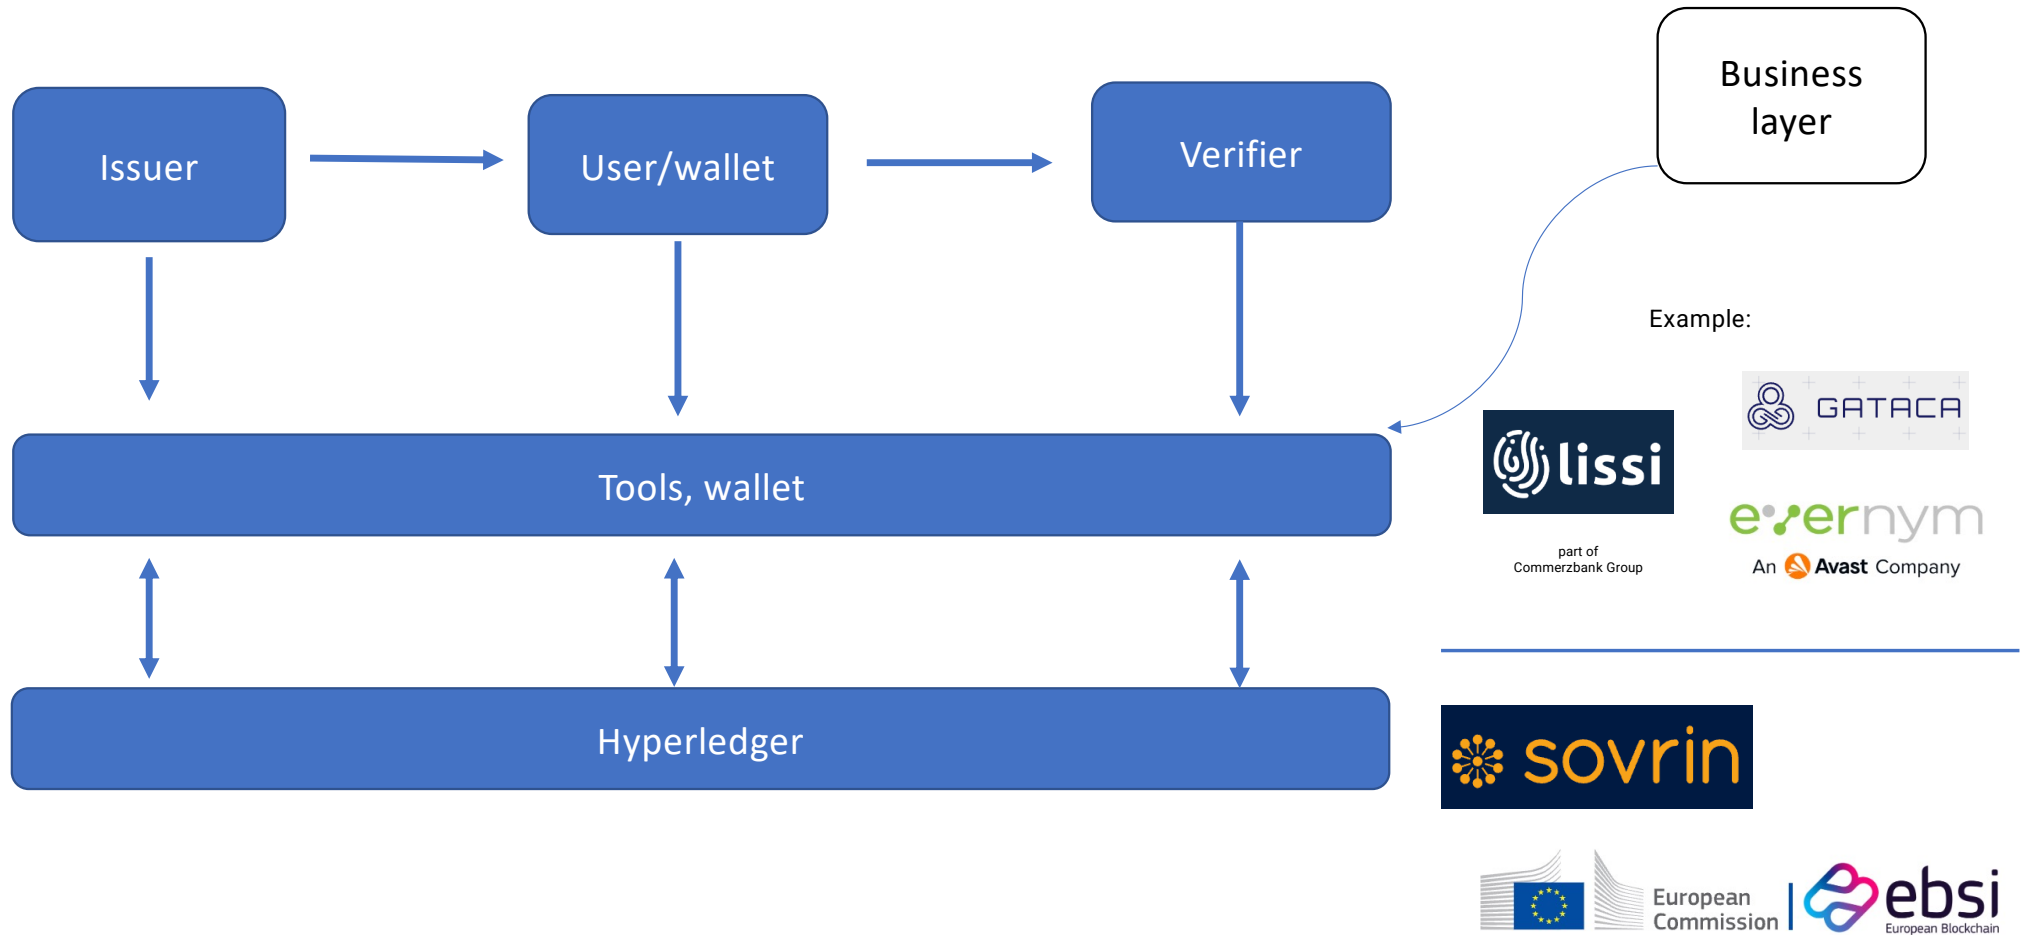 Business
layer
Issuer
User/wallet
Verifier
Example:
GATACA
lissi
Tools, wallet
evernym
part of
Commerzbank Group
An Avast Company
Hyperledger
sovrin
European
Commission
ebsi
European Blockchain